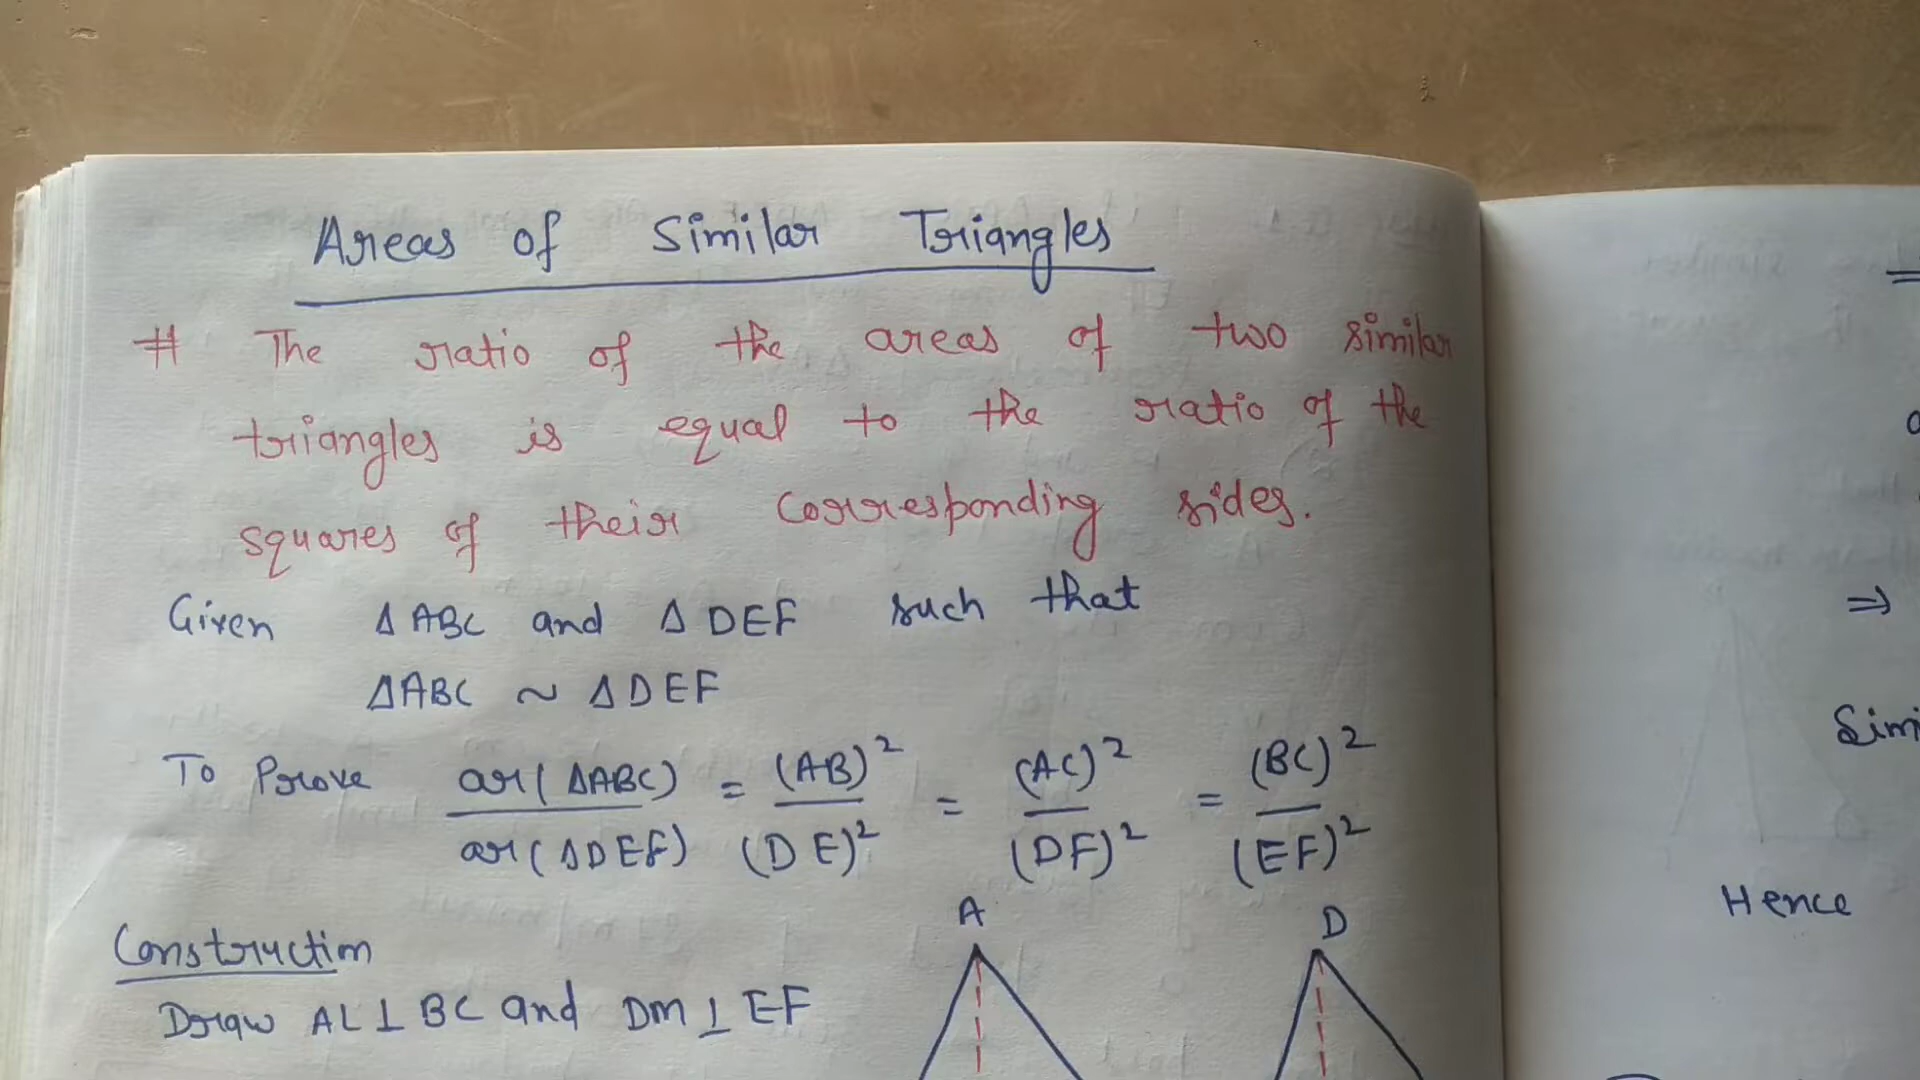 Areas of Similar Triangles
# The ratio of the areas of two similar
triangles is equal to the ratio of the
squares of their Corresponding sides.
Given Δ ABC and Δ DEF such that
ΔABC ~ ΔDEF
To Prove ar(ΔABC)/ar(ΔDEF) = (AB)²/(DE)² = (AC)²/(DF)² = (BC)²/(EF)²
A D
Construction
Draw AL ⊥ BC and DM ⊥ EF
=
⇒
Simi
Hence